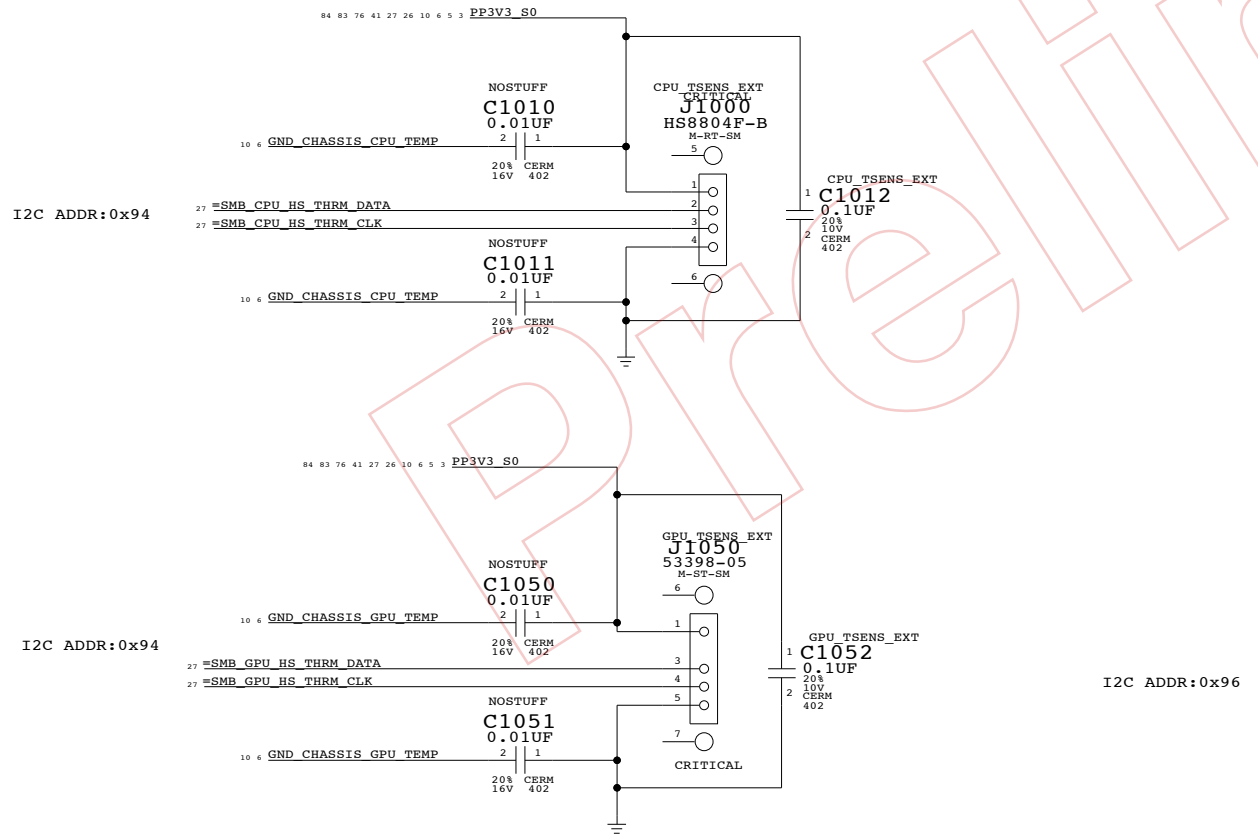 84 83 76 41 27 26 10 6 5 3 PP3V3_S0
NOSTUFF
C1010
0.01UF
10 6 GND_CHASSIS_CPU_TEMP
2 1
20% CERM
16V 402
CPU_TSENS_EXT
CRITICAL
J1000
HS8804F-B
M-RT-SM
5
1
2
3
4
6
I2C ADDR:0x94
27 =SMB_CPU_HS_THRM_DATA
27 =SMB_CPU_HS_THRM_CLK
CPU_TSENS_EXT
1 C1012
0.1UF
20%
10V
2 CERM
402
NOSTUFF
C1011
0.01UF
10 6 GND_CHASSIS_CPU_TEMP
2 1
20% CERM
16V 402
84 83 76 41 27 26 10 6 5 3 PP3V3_S0
NOSTUFF
C1050
0.01UF
10 6 GND_CHASSIS_GPU_TEMP
2 1
20% CERM
16V 402
GPU_TSENS_EXT
J1050
53398-05
M-ST-SM
6
1
3
4
5
7
CRITICAL
I2C ADDR:0x94
27 =SMB_GPU_HS_THRM_DATA
27 =SMB_GPU_HS_THRM_CLK
GPU_TSENS_EXT
1 C1052
0.1UF
20%
10V
2 CERM
402
I2C ADDR:0x96
NOSTUFF
C1051
0.01UF
10 6 GND_CHASSIS_GPU_TEMP
2 1
20% CERM
16V 402
Prelin